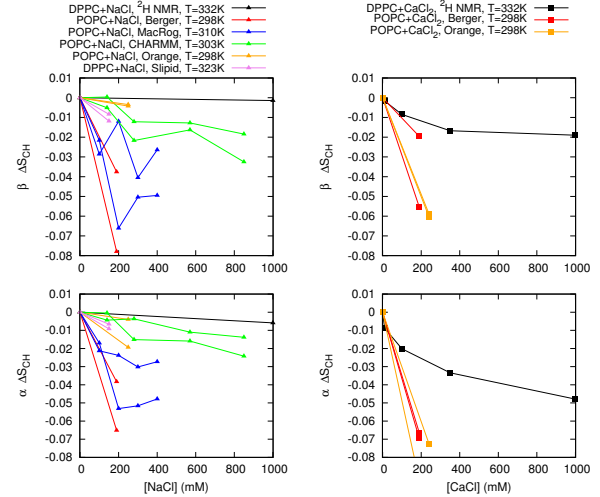 DPPC+NaCl, ²H NMR, T=332K
POPC+NaCl, Berger, T=298K
POPC+NaCl, MacRog, T=310K
POPC+NaCl, CHARMM, T=303K
POPC+NaCl, Orange, T=298K
DPPC+NaCl, Slipid, T=323K
DPPC+CaCl₂, ²H NMR, T=332K
POPC+CaCl₂, Berger, T=298K
POPC+CaCl₂, Orange, T=298K
0.01
0
-0.01
-0.02
-0.03
-0.04
-0.05
-0.06
-0.07
-0.08
β ΔS_CH
0 200 400 600 800 1000
0.01
0
-0.01
-0.02
-0.03
-0.04
-0.05
-0.06
-0.07
-0.08
β ΔS_CH
0 200 400 600 800 1000
0.01
0
-0.01
-0.02
-0.03
-0.04
-0.05
-0.06
-0.07
-0.08
α ΔS_CH
0 200 400 600 800 1000
[NaCl] (mM)
0.01
0
-0.01
-0.02
-0.03
-0.04
-0.05
-0.06
-0.07
-0.08
α ΔS_CH
0 200 400 600 800 1000
[CaCl] (mM)